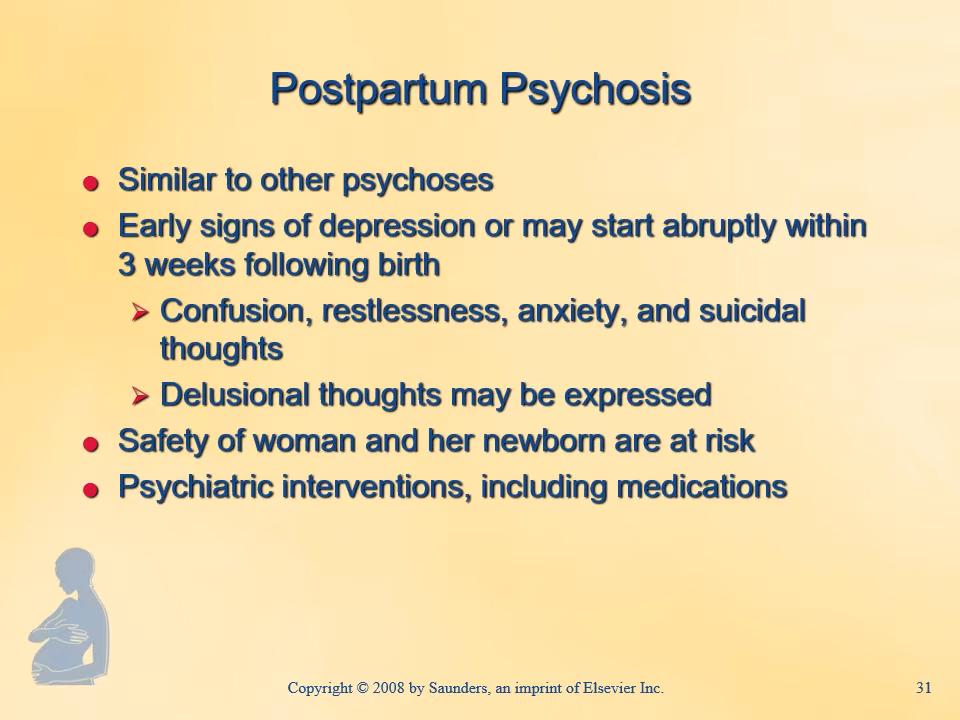 Postpartum Psychosis
● Similar to other psychoses
● Early signs of depression or may start abruptly within
3 weeks following birth
➢ Confusion, restlessness, anxiety, and suicidal
thoughts
➢ Delusional thoughts may be expressed
● Safety of woman and her newborn are at risk
● Psychiatric interventions, including medications
Copyright © 2008 by Saunders, an imprint of Elsevier Inc.
31